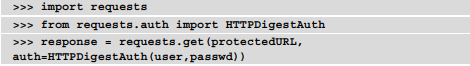 >>> import requests
>>> from requests.auth import HTTPDigestAuth
>>> response = requests.get(protectedURL,
auth=HTTPDigestAuth(user,passwd))